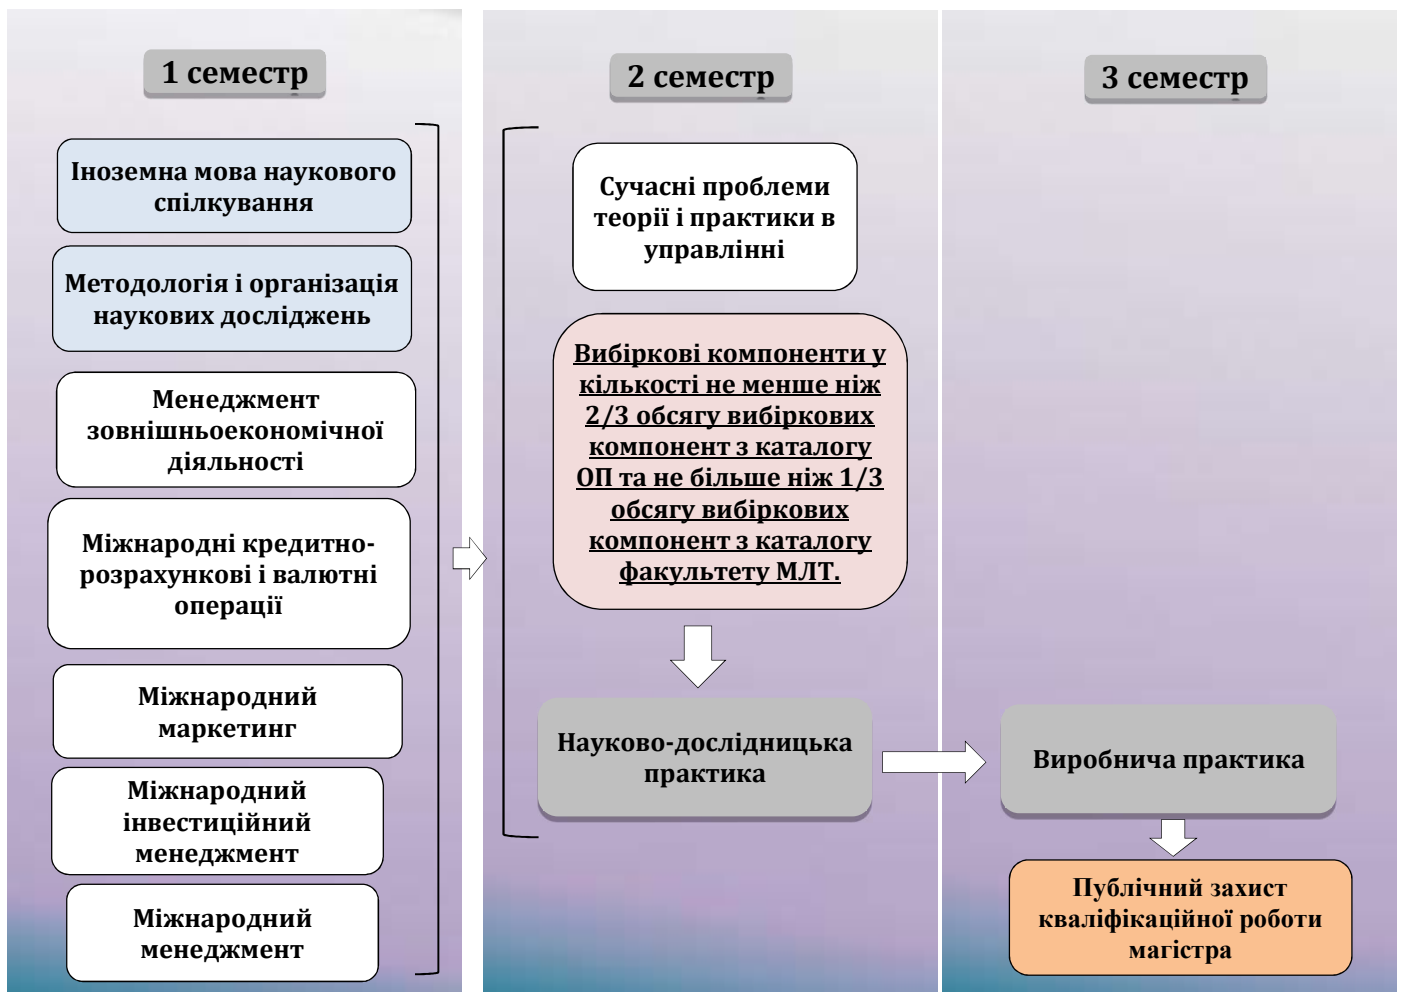 1 семестр
Іноземна мова наукового
спілкування
Методологія і організація
наукових досліджень
Менеджмент
зовнішньоекономічної
діяльності
Міжнародні кредитно-
розрахункові і валютні
операції
Міжнародний
маркетинг
Міжнародний
інвестиційний
менеджмент
Міжнародний
менеджмент
2 семестр
Сучасні проблеми
теорії і практики в
управлінні
Вибіркові компоненти у
кількості не менше ніж
2/3 обсягу вибіркових
компонент з каталогу
ОП та не більше ніж 1/3
обсягу вибіркових
компонент з каталогу
факультету МЛТ.
Науково-дослідницька
практика
3 семестр
Виробнича практика
Публічний захист
кваліфікаційної роботи
магістра